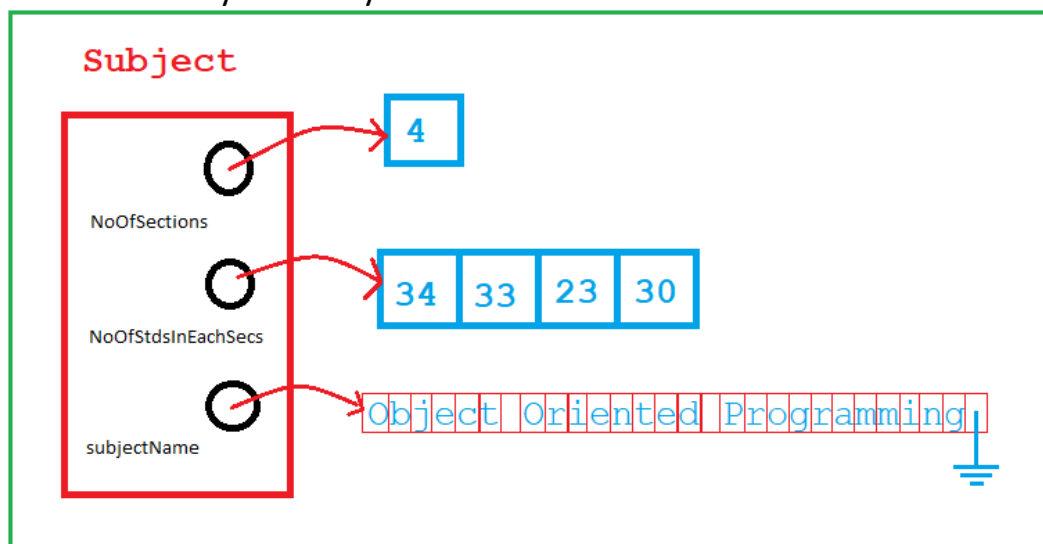 Subject
4
NoOfSections
34 33 23 30
NoOfStdsInEachSecs
Object Oriented Programming
subjectName